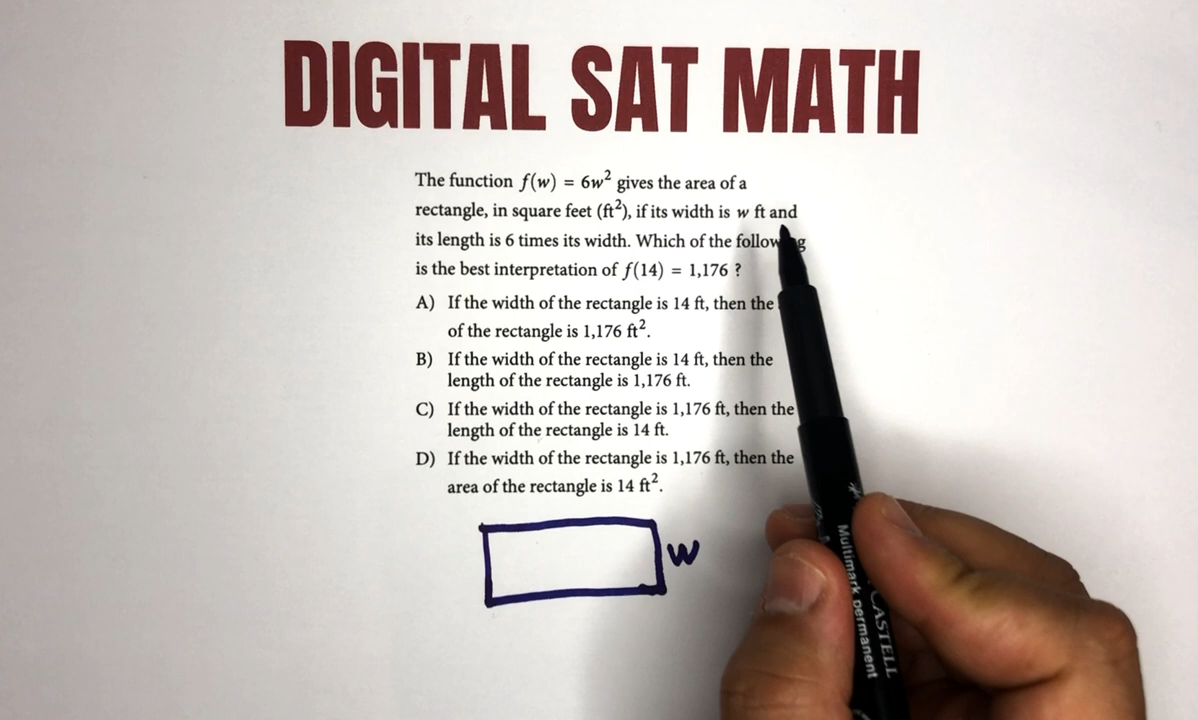 DIGITAL SAT MATH
The function f(w) = 6w² gives the area of a
rectangle, in square feet (ft²), if its width is w ft and
its length is 6 times its width. Which of the
is the best interpretation of f(14) = 1,176 ?
A) If the width of the rectangle is 14 ft, then the
of the rectangle is 1,176 ft².
B) If the width of the rectangle is 14 ft, then the
length of the rectangle is 1,176 ft.
C) If the width of the rectangle is 1,176 ft, then the
length of the rectangle is 14 ft.
D) If the width of the rectangle is 1,176 ft, then the
area of the rectangle is 14 ft².
w
CASTELL
Multimark permanent